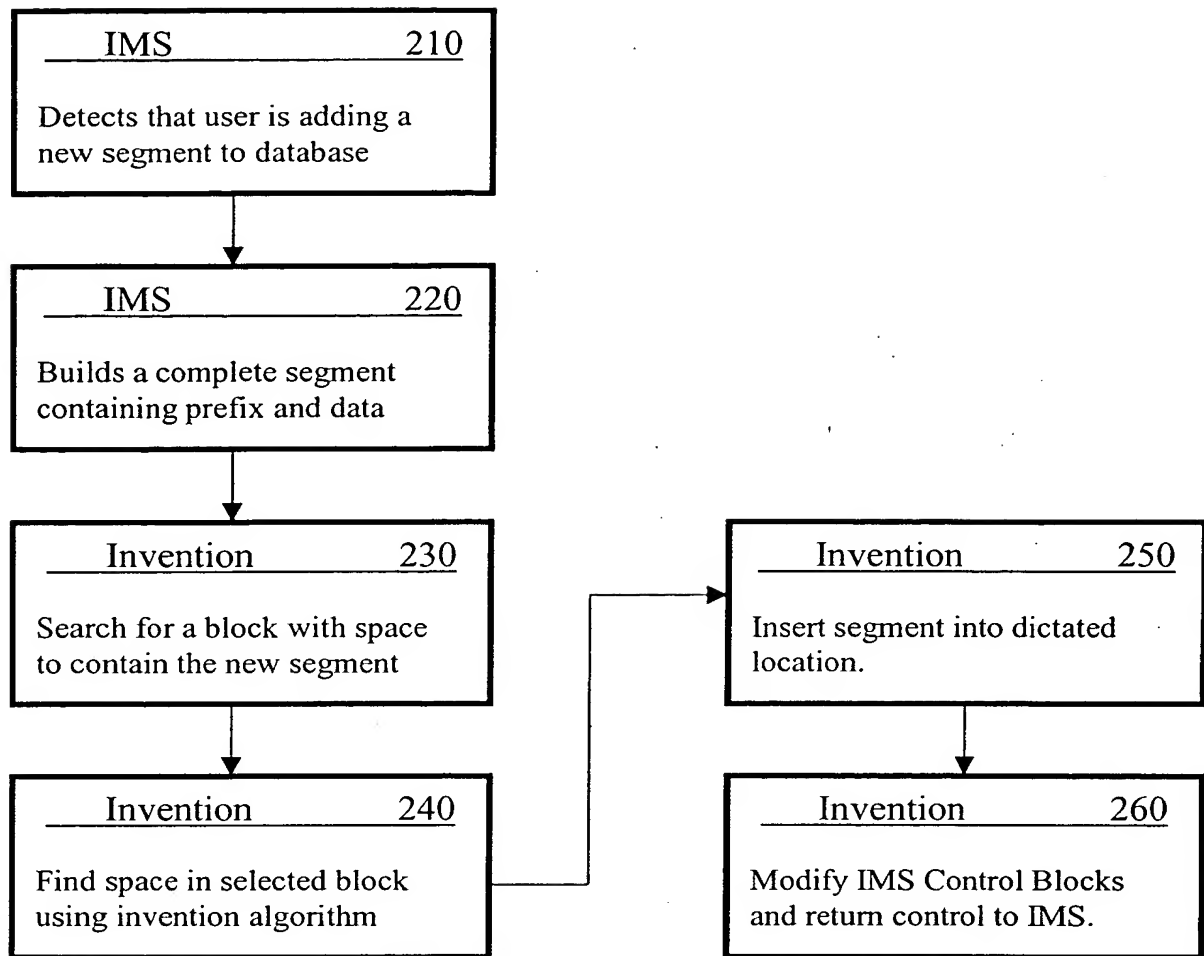 IMS 210
Detects that user is adding a
new segment to database
IMS 220
Builds a complete segment
containing prefix and data
Invention 230
Search for a block with space
to contain the new segment
Invention 240
Find space in selected block
using invention algorithm
Invention 250
Insert segment into dictated
location.
Invention 260
Modify IMS Control Blocks
and return control to IMS.